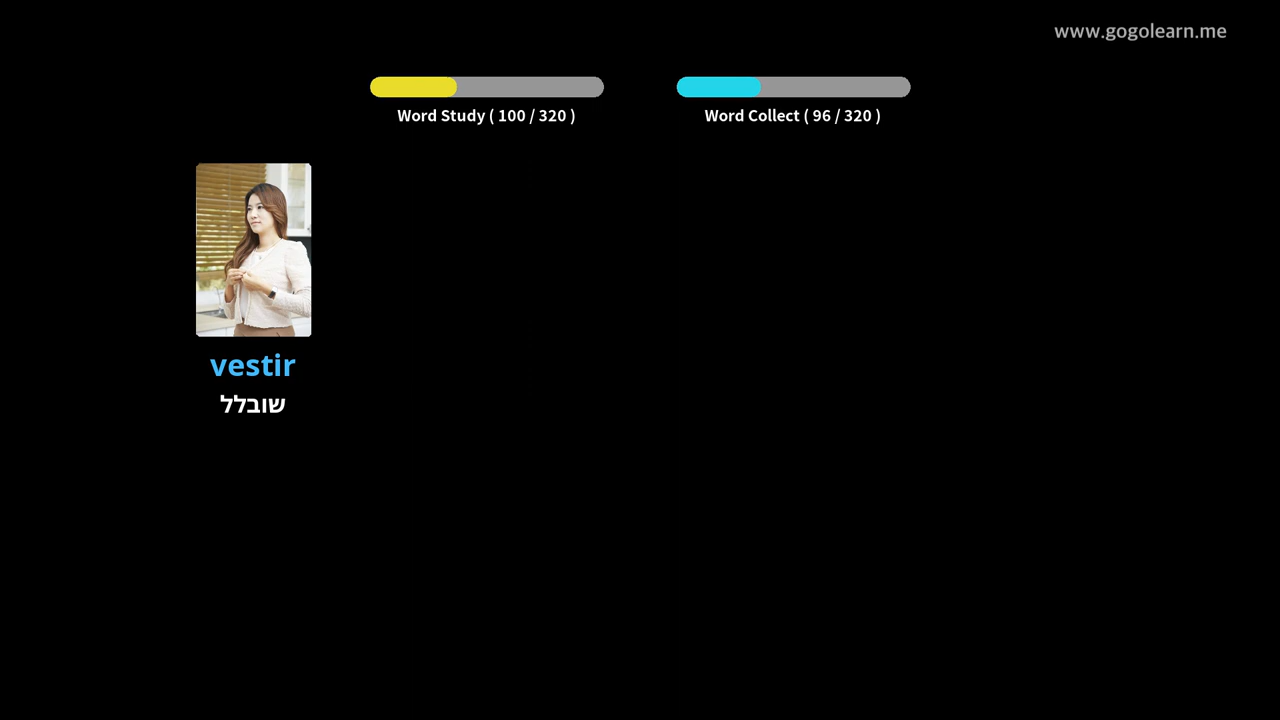 www.gogolearn.me
Word Study ( 100 / 320 )
Word Collect ( 96 / 320 )
vestir
שובלל